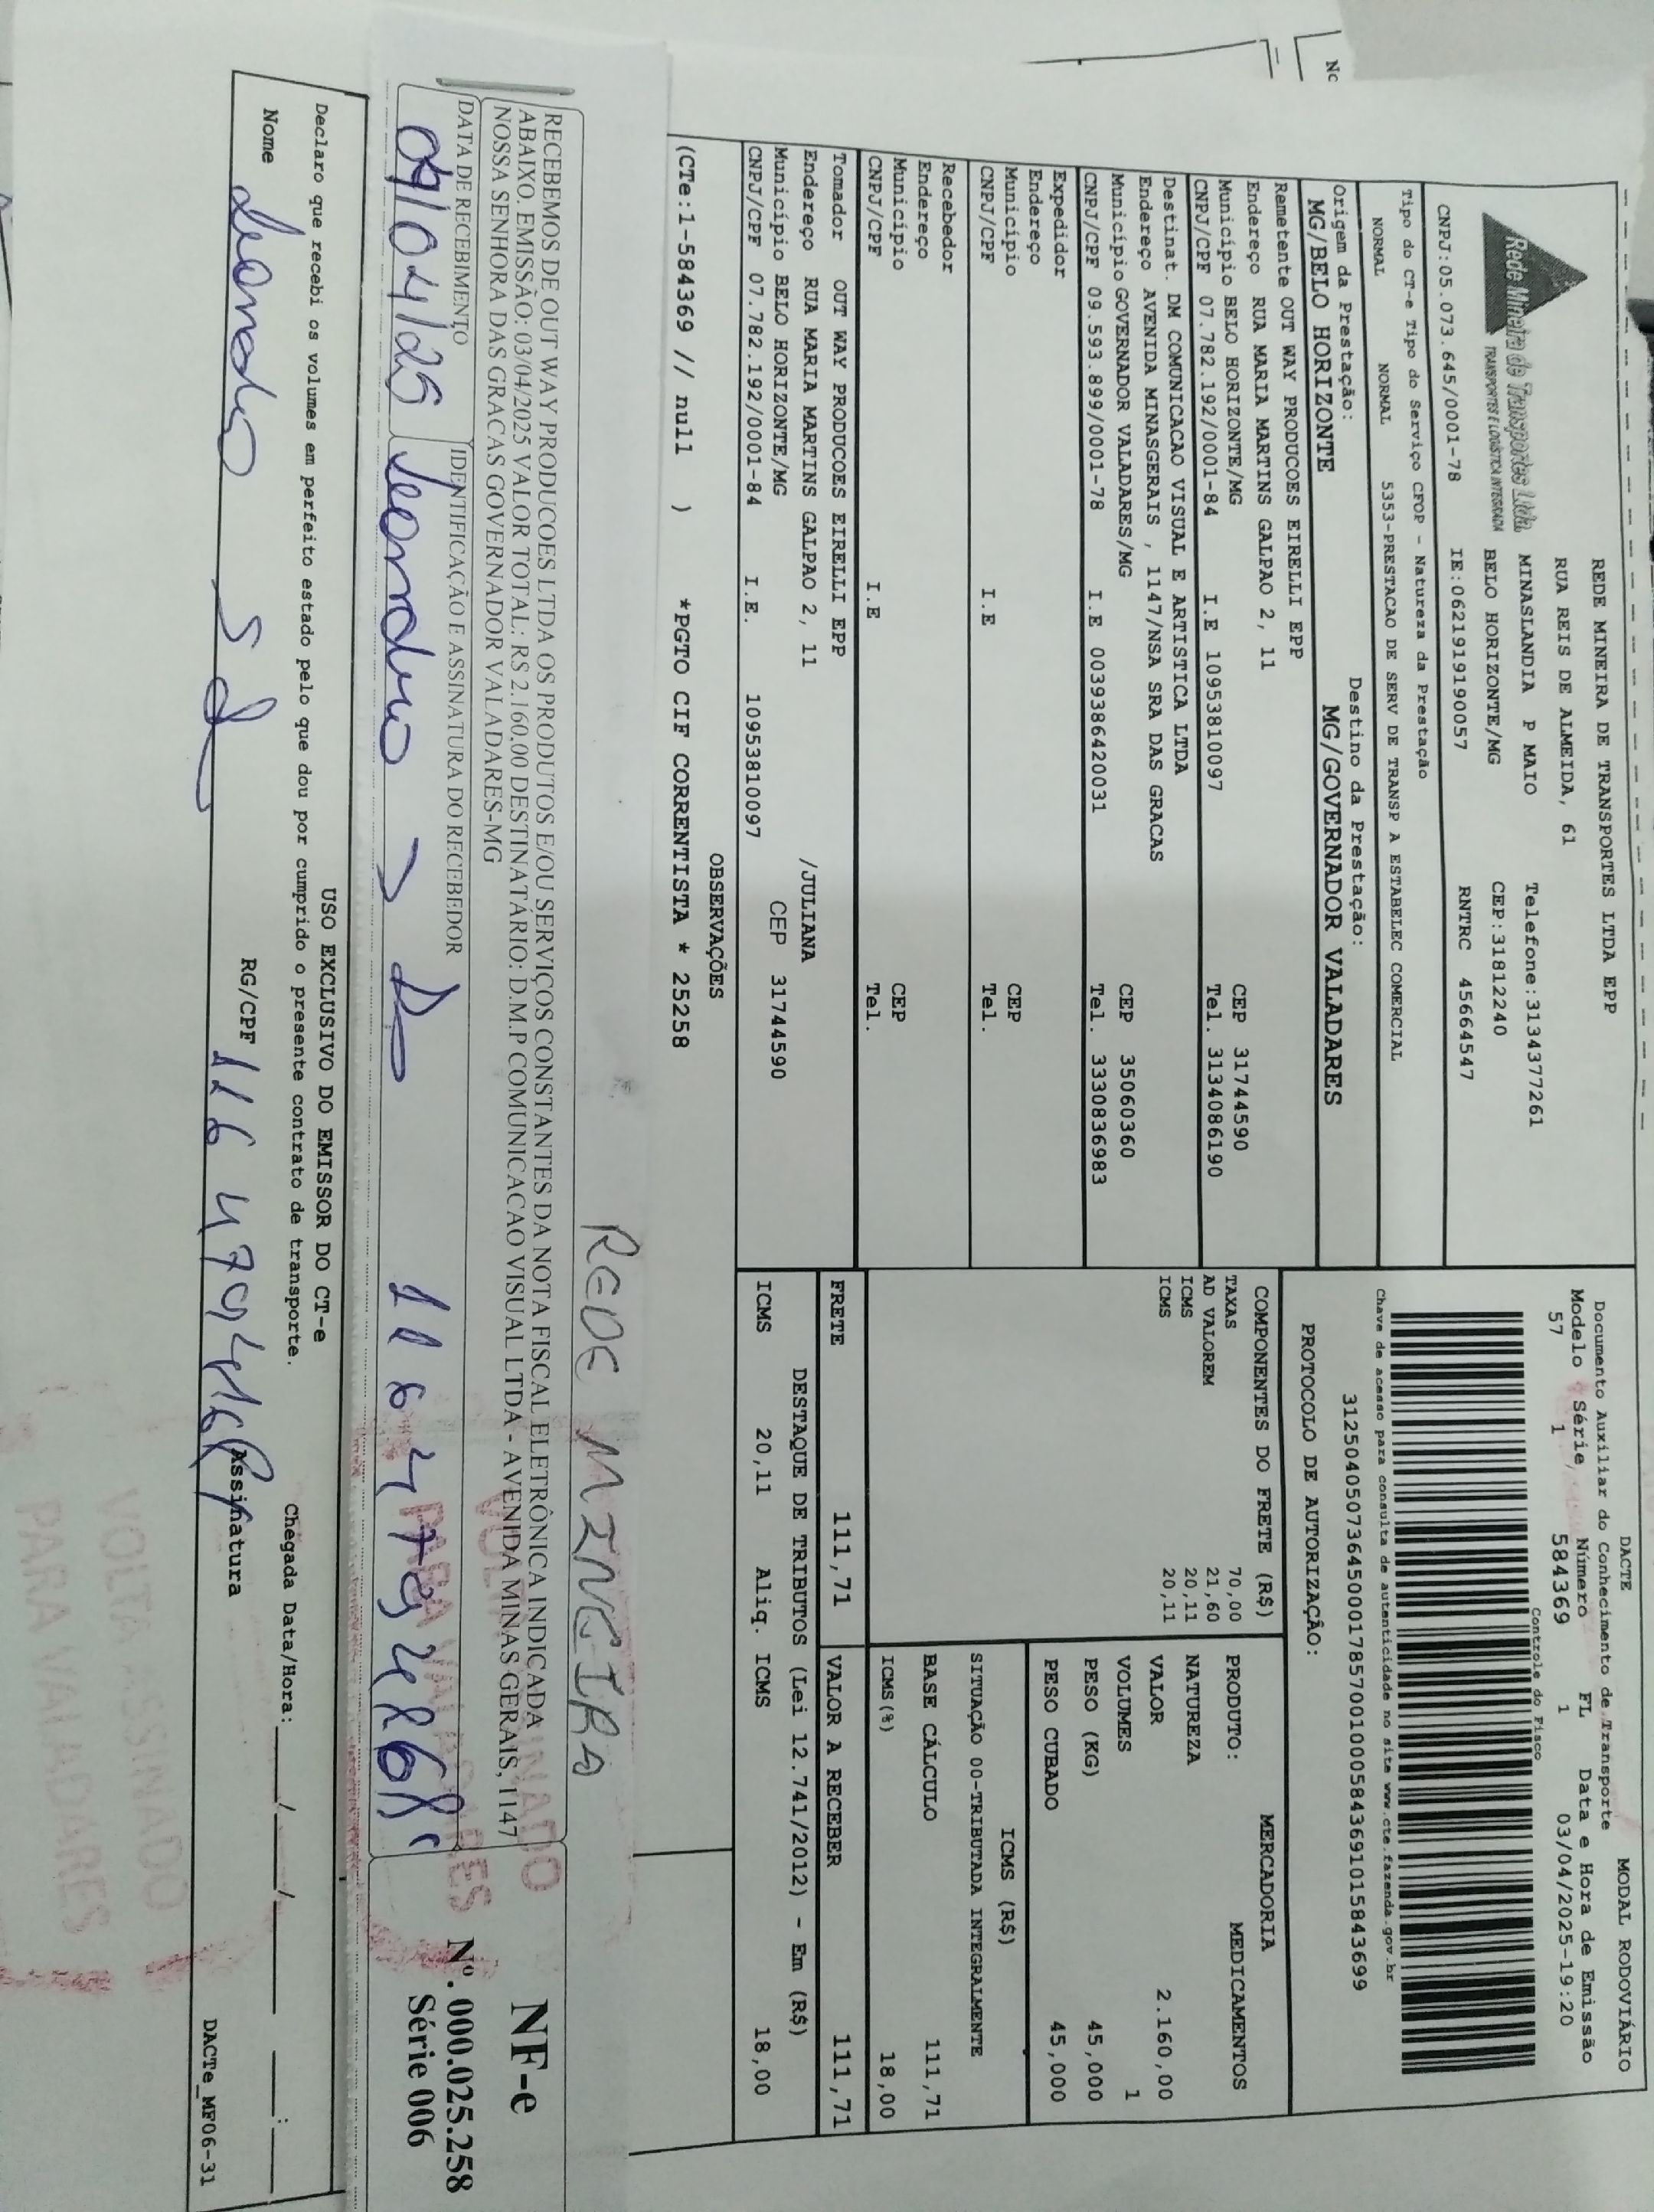 Nc
REDE MINEIRA DE TRANSPORTES LTDA EPP
RUA REIS DE ALMEIDA, 61
MINASLANDIA P MAIO Telefone:3134377261
BELO HORIZONTE/MG CEP:31812240
Rede Mineira de Transportes Ltda.
TRANSPORTES E LOGÍSTICA INTEGRADA
CNPJ:05.073.645/0001-78 IE:0621919190057 RNTRC 45664547
DACTE MODAL RODOVIÁRIO
Documento Auxiliar do Conhecimento de Transporte
Modelo Série Número FL Data e Hora de Emissão
57 1 584369 1 03/04/2025-19:20
Controle do Fisco
Chave de acesso para consulta de autenticidade no site www.cte.fazenda.gov.br
31250405073645000178570010005843691015843699
PROTOCOLO DE AUTORIZAÇÃO:
Tipo do CT-e Tipo do Serviço CFOP - Natureza da Prestação
NORMAL NORMAL 5353-PRESTACAO DE SERV DE TRANSP A ESTABELEC COMERCIAL
Origem da Prestação: Destino da Prestação:
MG/BELO HORIZONTE MG/GOVERNADOR VALADARES
Remetente OUT WAY PRODUCOES EIRELLI EPP
Endereço RUA MARIA MARTINS GALPAO 2, 11
Município BELO HORIZONTE/MG CEP 31744590
CNPJ/CPF 07.782.192/0001-84 I.E 1095381009​7 Tel. 3134086190
Destinat. DM COMUNICACAO VISUAL E ARTISTICA LTDA
Endereço AVENIDA MINASGERAIS , 1147/NSA SRA DAS GRACAS
Município GOVERNADOR VALADARES/MG CEP 35060360
CNPJ/CPF 09.593.899/0001-78 I.E 0039386420031 Tel. 3330836983
Expedidor
Endereço
Município CEP
CNPJ/CPF I.E Tel.
Recebedor
Endereço
Município CEP
CNPJ/CPF I.E Tel.
Tomador OUT WAY PRODUCOES EIRELLI EPP
Endereço RUA MARIA MARTINS GALPAO 2, 11 /JULIANA
Município BELO HORIZONTE/MG CEP 31744590
CNPJ/CPF 07.782.192/0001-84 I.E. 10953810097
COMPONENTES DO FRETE (R$)
TAXAS 70,00
AD VALOREM 21,60
ICMS 20,11
ICMS 20,11
MERCADORIA
PRODUTO: MEDICAMENTOS
NATUREZA
VALOR 2.160,00
VOLUMES 1
PESO (KG) 45,000
PESO CUBADO 45,000
ICMS (R$)
SITUAÇÃO 00-TRIBUTADA INTEGRALMENTE
BASE CÁLCULO 111,71
ICMS(%) 18,00
FRETE 111,71 VALOR A RECEBER 111,71
DESTAQUE DE TRIBUTOS (Lei 12.741/2012) - Em (R$)
ICMS 20,11 Aliq. ICMS 18,00
OBSERVAÇÕES
(CTe:1-584369 // null ) *PGTO CIF CORRENTISTA * 25258
REDE MINEIRA
RECEBEMOS DE OUT WAY PRODUCOES LTDA OS PRODUTOS E/OU SERVIÇOS CONSTANTES DA NOTA FISCAL ELETRÔNICA INDICADA
ABAIXO. EMISSÃO: 03/04/2025 VALOR TOTAL: R$ 2.160,00 DESTINATÁRIO: D.M.P COMUNICACAO VISUAL LTDA - AVENIDA MINAS GERAIS, 1147
NOSSA SENHORA DAS GRACAS GOVERNADOR VALADARES-MG
DATA DE RECEBIMENTO IDENTIFICAÇÃO E ASSINATURA DO RECEBEDOR
NF-e
Nº. 000.025.258
Série 006
VOLTA ASSINADO
PARA VALADARES
USO EXCLUSIVO DO EMISSOR DO CT-e
Declaro que recebi os volumes em perfeito estado pelo que dou por cumprido o presente contrato de transporte.
Chegada Data/Hora:____/____/____ ____:____
Nome Leonardo RG/CPF Assinatura
VOLTA ASSINADO
PARA VALADARES
DACTe_MF06-31